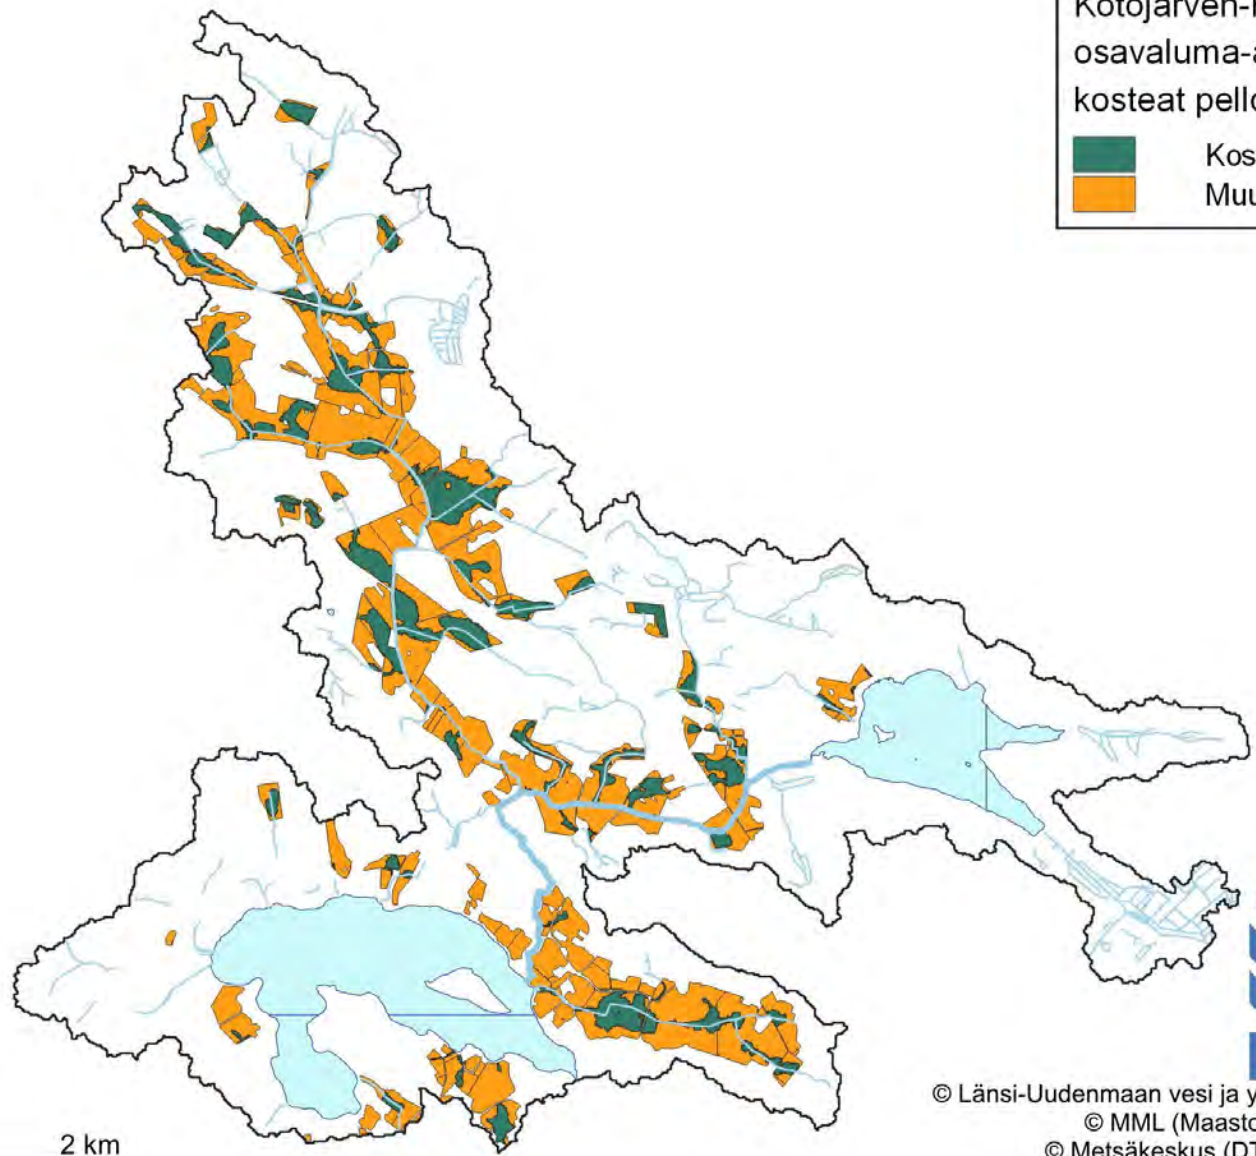 Kotojärven-
osavaluma-a
kosteat pello
Kos
Muu
2 km
© Länsi-Uudenmaan vesi ja y
© MML (Maasto
© Metsäkeskus (DT